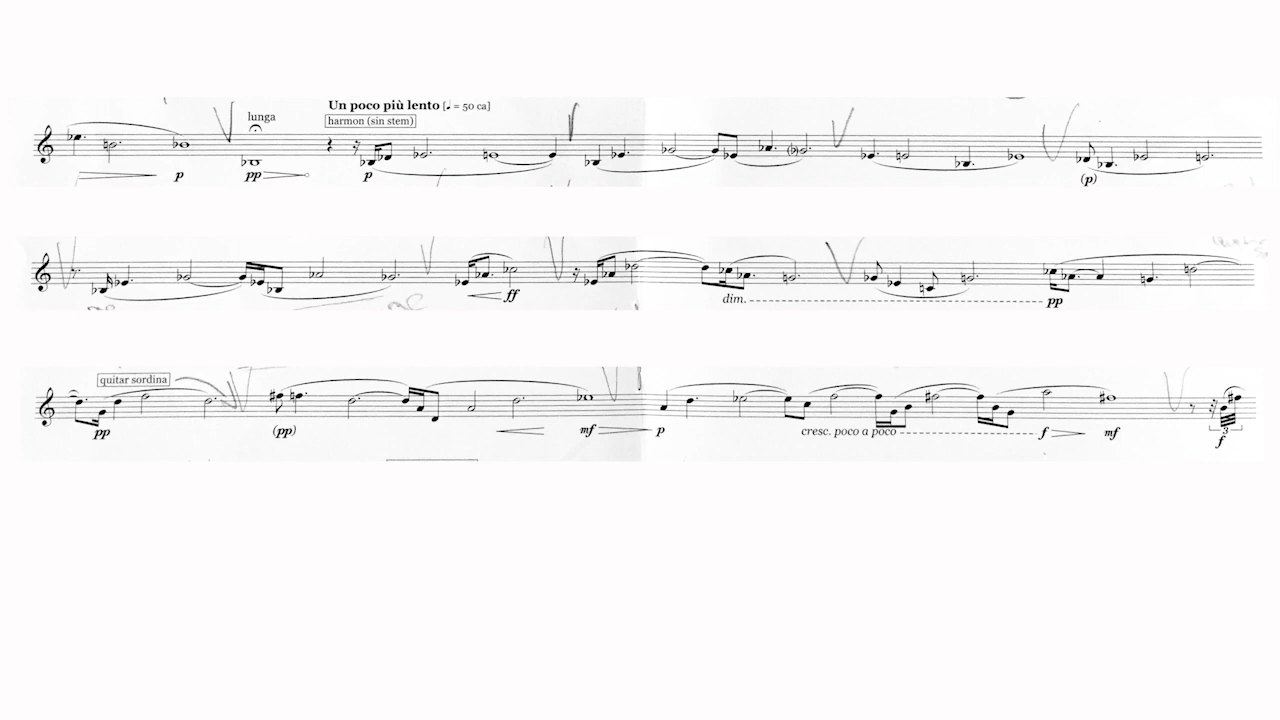 Un poco più lento [♩ = 50 ca]
lunga
harmon (sin stem)
p pp p (p)
ff dim. pp
quitar sordina
pp (pp) mf p cresc. poco a poco f mf 3
f